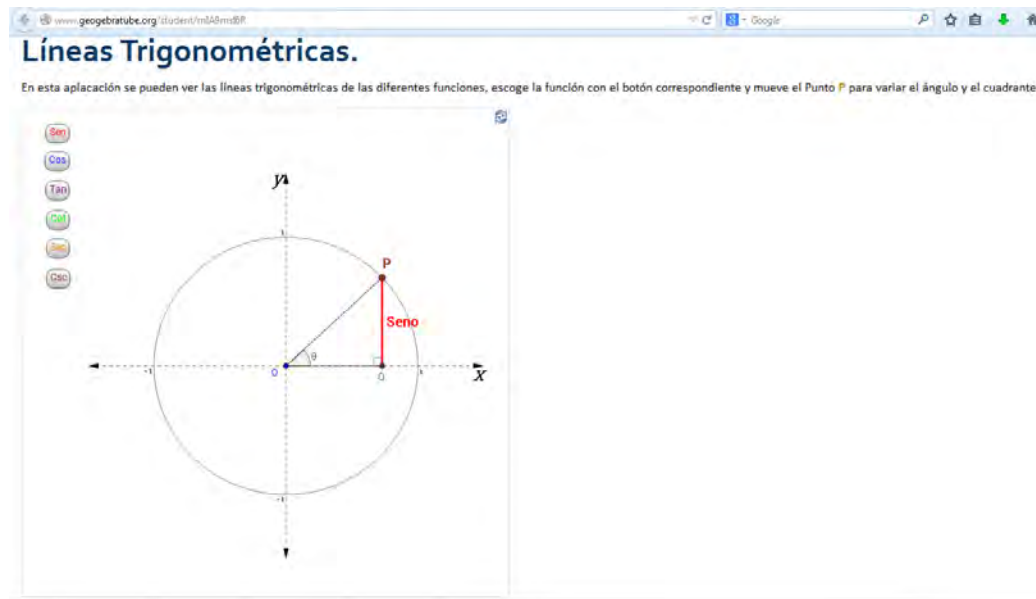 www.geogebratube.org/student/mIA9msf6R
Google
Líneas Trigonométricas.
En esta aplacación se pueden ver las líneas trigonométricas de las diferentes funciones, escoge la función con el botón correspondiente y mueve el Punto P para variar el ángulo y el cuadrante
Sen
Cos
Tan
Cot
Sec
Csc
y
1
P
Seno
θ
-1
O
Q
1
x
-1